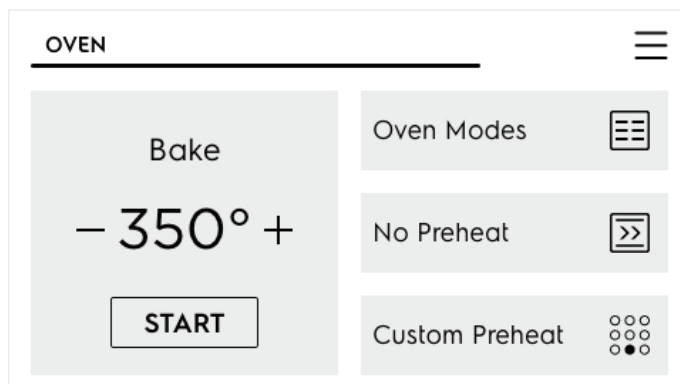 OVEN
Bake
− 350° +
START
Oven Modes
No Preheat
Custom Preheat